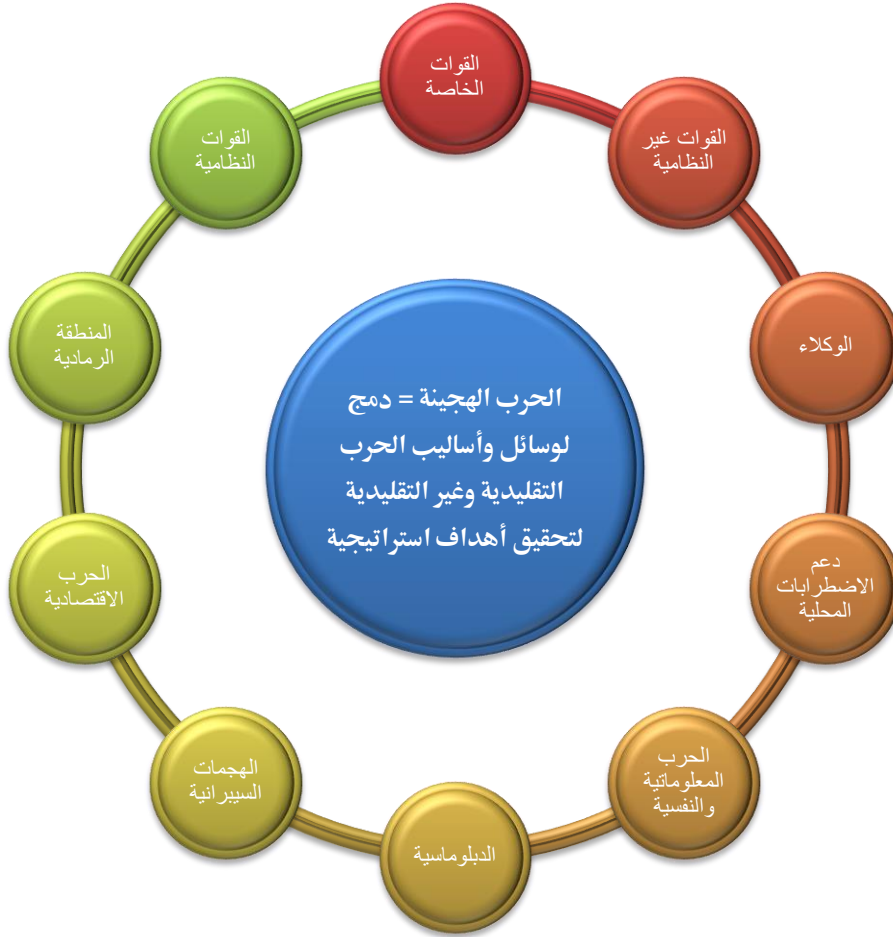 القوات
الخاصة
القوات غير
النظامية
الوكلاء
دعم
الاضطرابات
المحلية
الحرب
المعلوماتية
والنفسية
الدبلوماسية
الهجمات
السيبرانية
الحرب
الاقتصادية
المنطقة
الرمادية
القوات
النظامية
الحرب الهجينة = دمج
لوسائل وأساليب الحرب
التقليدية وغير التقليدية
لتحقيق أهداف استراتيجية